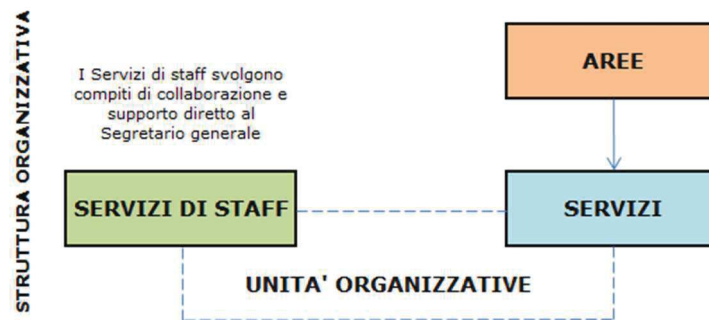 STRUTTURA ORGANIZZATIVA
I Servizi di staff svolgono
compiti di collaborazione e
supporto diretto al
Segretario generale
AREE
SERVIZI DI STAFF
SERVIZI
UNITA' ORGANIZZATIVE